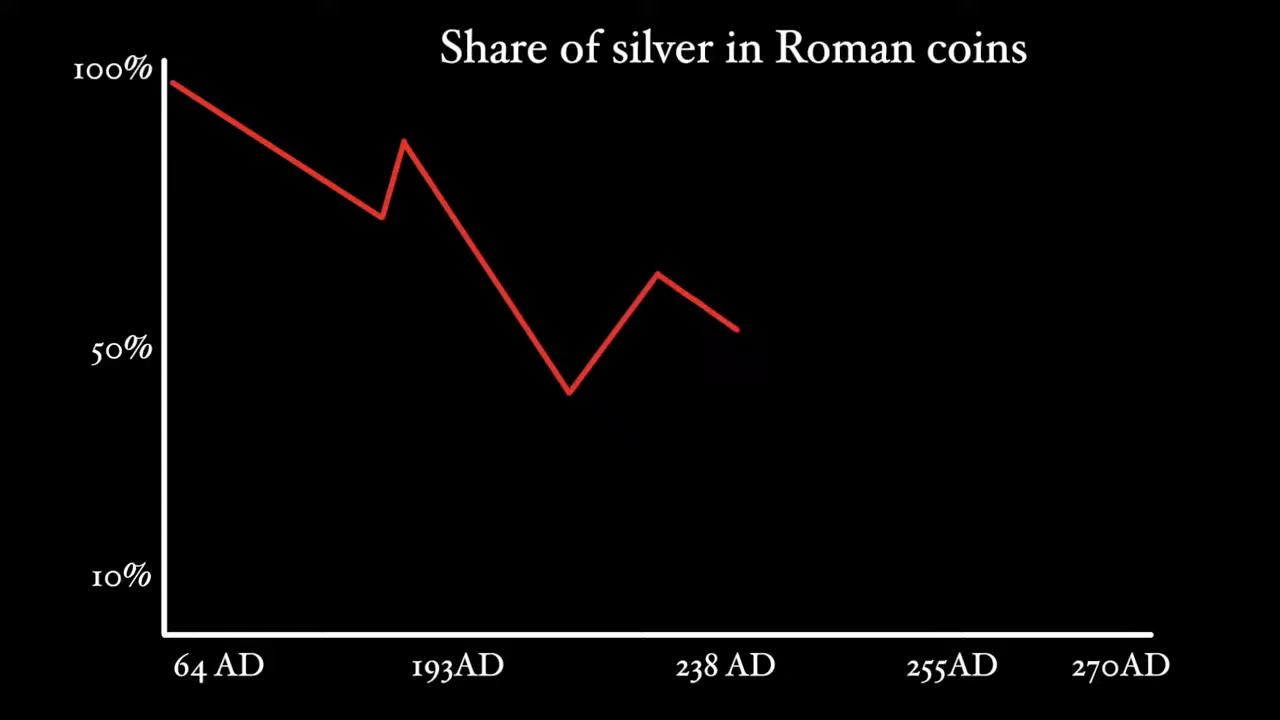 Share of silver in Roman coins
100%
50%
10%
64 AD
193AD
238 AD
255AD
270AD